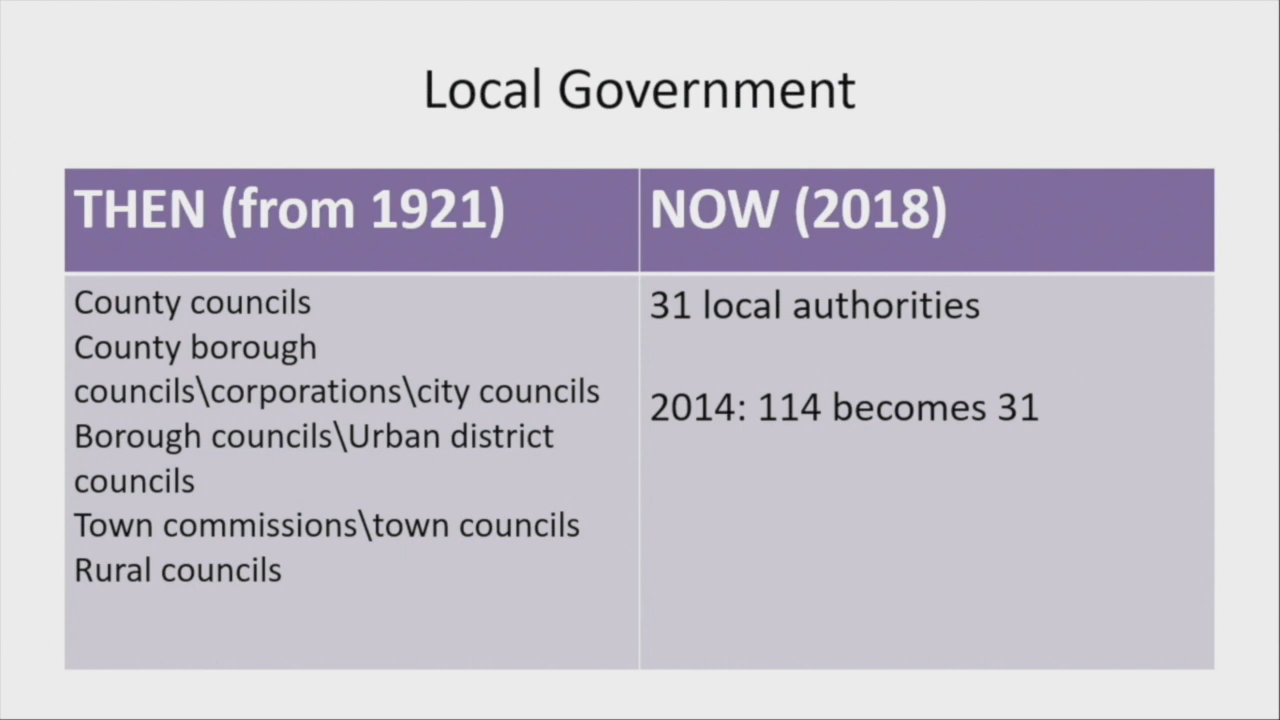 Local Government
THEN (from 1921)
NOW (2018)
County councils
County borough
councils\corporations\city councils
Borough councils\Urban district
councils
Town commissions\town councils
Rural councils
31 local authorities
2014: 114 becomes 31